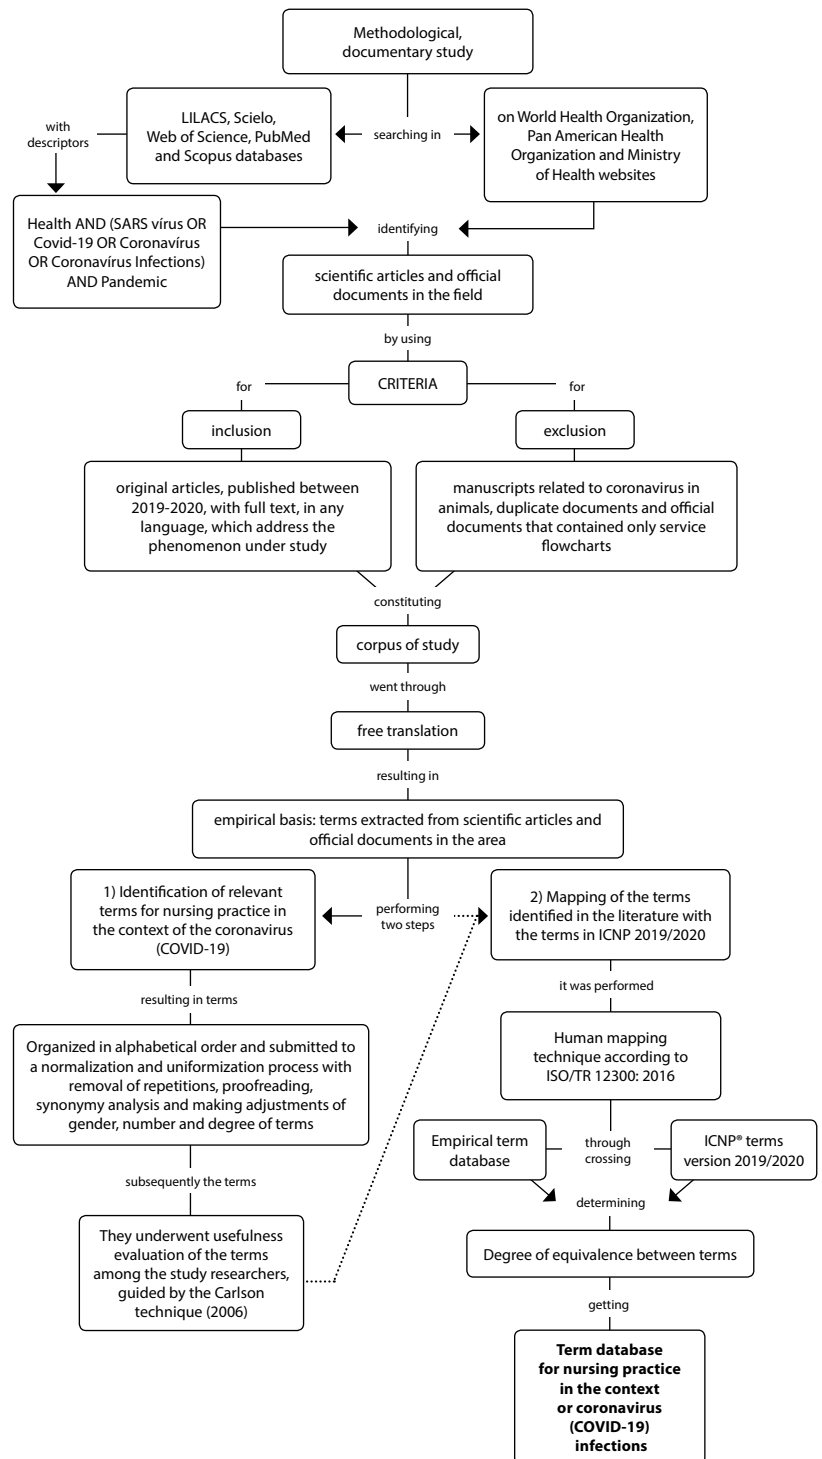 Methodological,
documentary study
LILACS, Scielo,
Web of Science, PubMed
and Scopus databases
searching in
on World Health Organization,
Pan American Health
Organization and Ministry
of Health websites
with
descriptors
Health AND (SARS vírus OR
Covid-19 OR Coronavírus
OR Coronavírus Infections)
AND Pandemic
identifying
scientific articles and official
documents in the field
by using
CRITERIA
for
for
inclusion
exclusion
original articles, published between
2019-2020, with full text, in any
language, which address the
phenomenon under study
manuscripts related to coronavirus in
animals, duplicate documents and official
documents that contained only service
flowcharts
constituting
corpus of study
went through
free translation
resulting in
empirical basis: terms extracted from scientific articles and
official documents in the area
performing
two steps
1) Identification of relevant
terms for nursing practice in
the context of the coronavirus
(COVID-19)
resulting in terms
Organized in alphabetical order and submitted to
a normalization and uniformization process with
removal of repetitions, proofreading,
synonymy analysis and making adjustments of
gender, number and degree of terms
subsequently the terms
They underwent usefulness
evaluation of the terms
among the study researchers,
guided by the Carlson
technique (2006)
2) Mapping of the terms
identified in the literature with
the terms in ICNP 2019/2020
it was performed
Human mapping
technique according to
ISO/TR 12300: 2016
Empirical term
database
through
crossing
ICNP® terms
version 2019/2020
determining
Degree of equivalence between terms
getting
Term database
for nursing practice
in the context
or coronavirus
(COVID-19)
infections